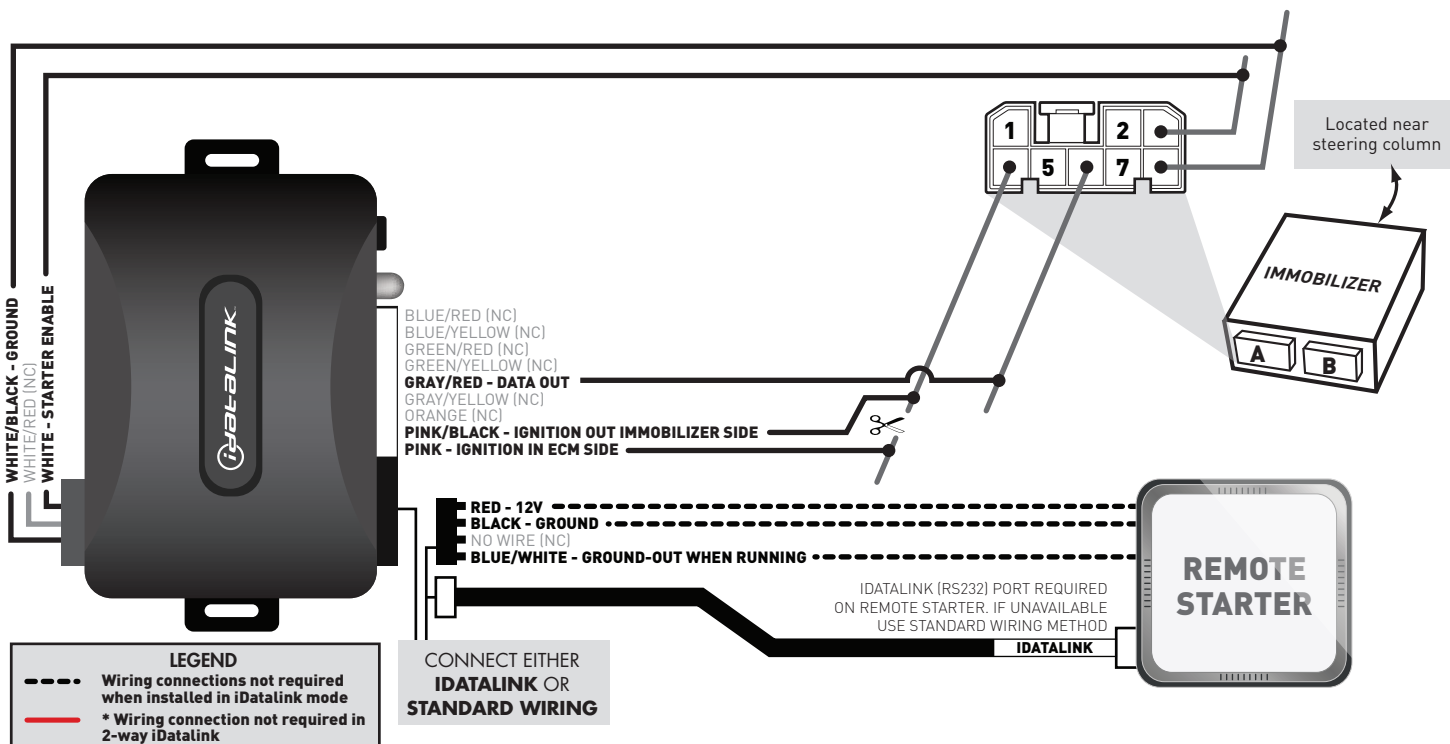 WHITE/BLACK - GROUND
WHITE/RED (NC)
WHITE - STARTER ENABLE
idataLINK
1
2
5
7
Located near
steering column
IMMOBILIZER
A
B
BLUE/RED (NC)
BLUE/YELLOW (NC)
GREEN/RED (NC)
GREEN/YELLOW (NC)
GRAY/RED - DATA OUT
GRAY/YELLOW (NC)
ORANGE (NC)
PINK/BLACK - IGNITION OUT IMMOBILIZER SIDE
PINK - IGNITION IN ECM SIDE
RED - 12V
BLACK - GROUND
NO WIRE (NC)
BLUE/WHITE - GROUND-OUT WHEN RUNNING
IDATALINK (RS232) PORT REQUIRED
ON REMOTE STARTER. IF UNAVAILABLE
USE STANDARD WIRING METHOD
IDATALINK
REMOTE
STARTER
CONNECT EITHER
IDATALINK OR
STANDARD WIRING
LEGEND
Wiring connections not required
when installed in iDatalink mode
* Wiring connection not required in
2-way iDatalink